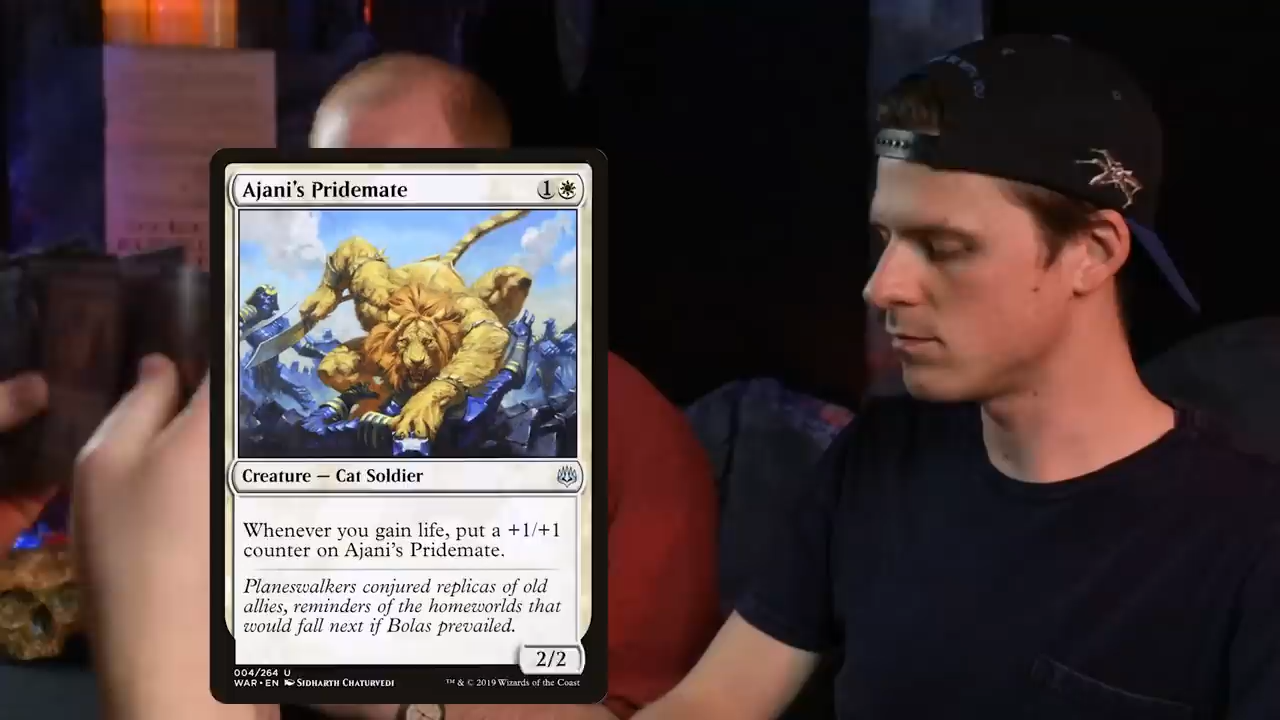 Ajani's Pridemate 1
Creature — Cat Soldier
Whenever you gain life, put a +1/+1
counter on Ajani's Pridemate.
Planeswalkers conjured replicas of old
allies, reminders of the homeworlds that
would fall next if Bolas prevailed.
2/2
004/264 U
WAR • EN Sidharth Chaturvedi ™ & © 2019 Wizards of the Coast